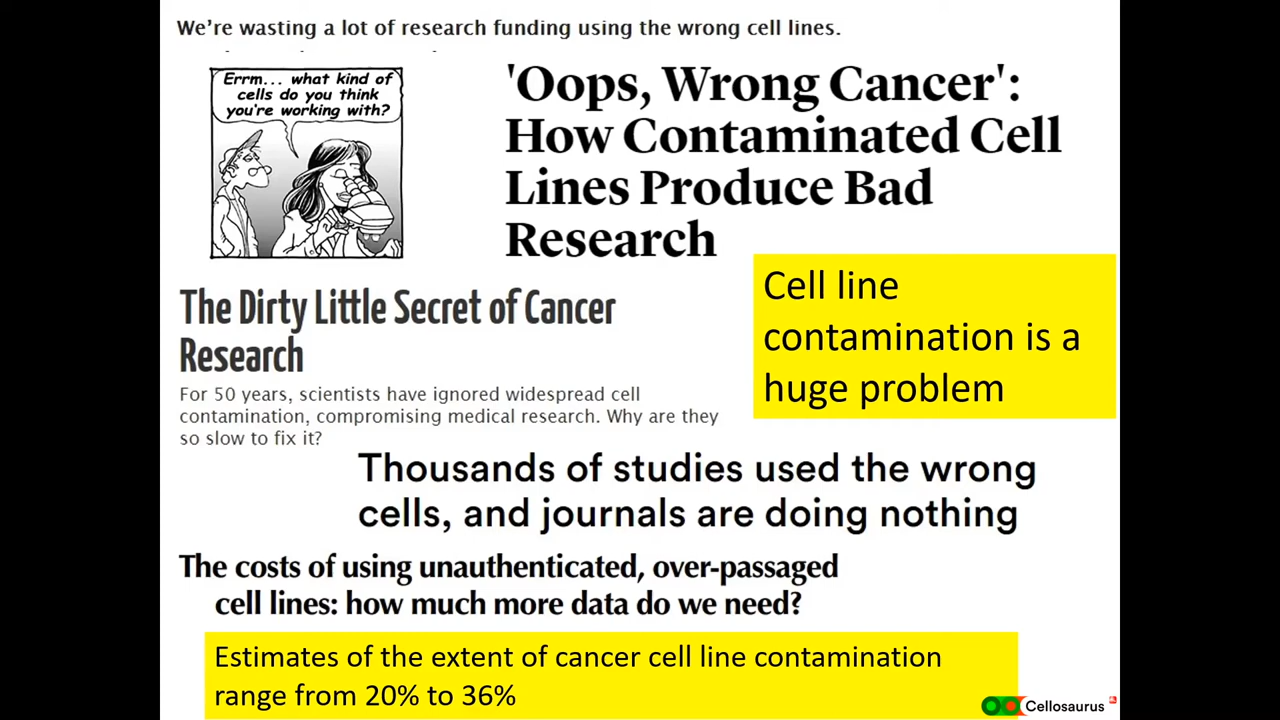 We're wasting a lot of research funding using the wrong cell lines.
Errm... what kind of
cells do you think
you're working with?
'Oops, Wrong Cancer':
How Contaminated Cell
Lines Produce Bad
Research
Cell line
contamination is a
huge problem
The Dirty Little Secret of Cancer
Research
For 50 years, scientists have ignored widespread cell
contamination, compromising medical research. Why are they
so slow to fix it?
Thousands of studies used the wrong
cells, and journals are doing nothing
The costs of using unauthenticated, over-passaged
cell lines: how much more data do we need?
Estimates of the extent of cancer cell line contamination
range from 20% to 36%
Cellosaurus